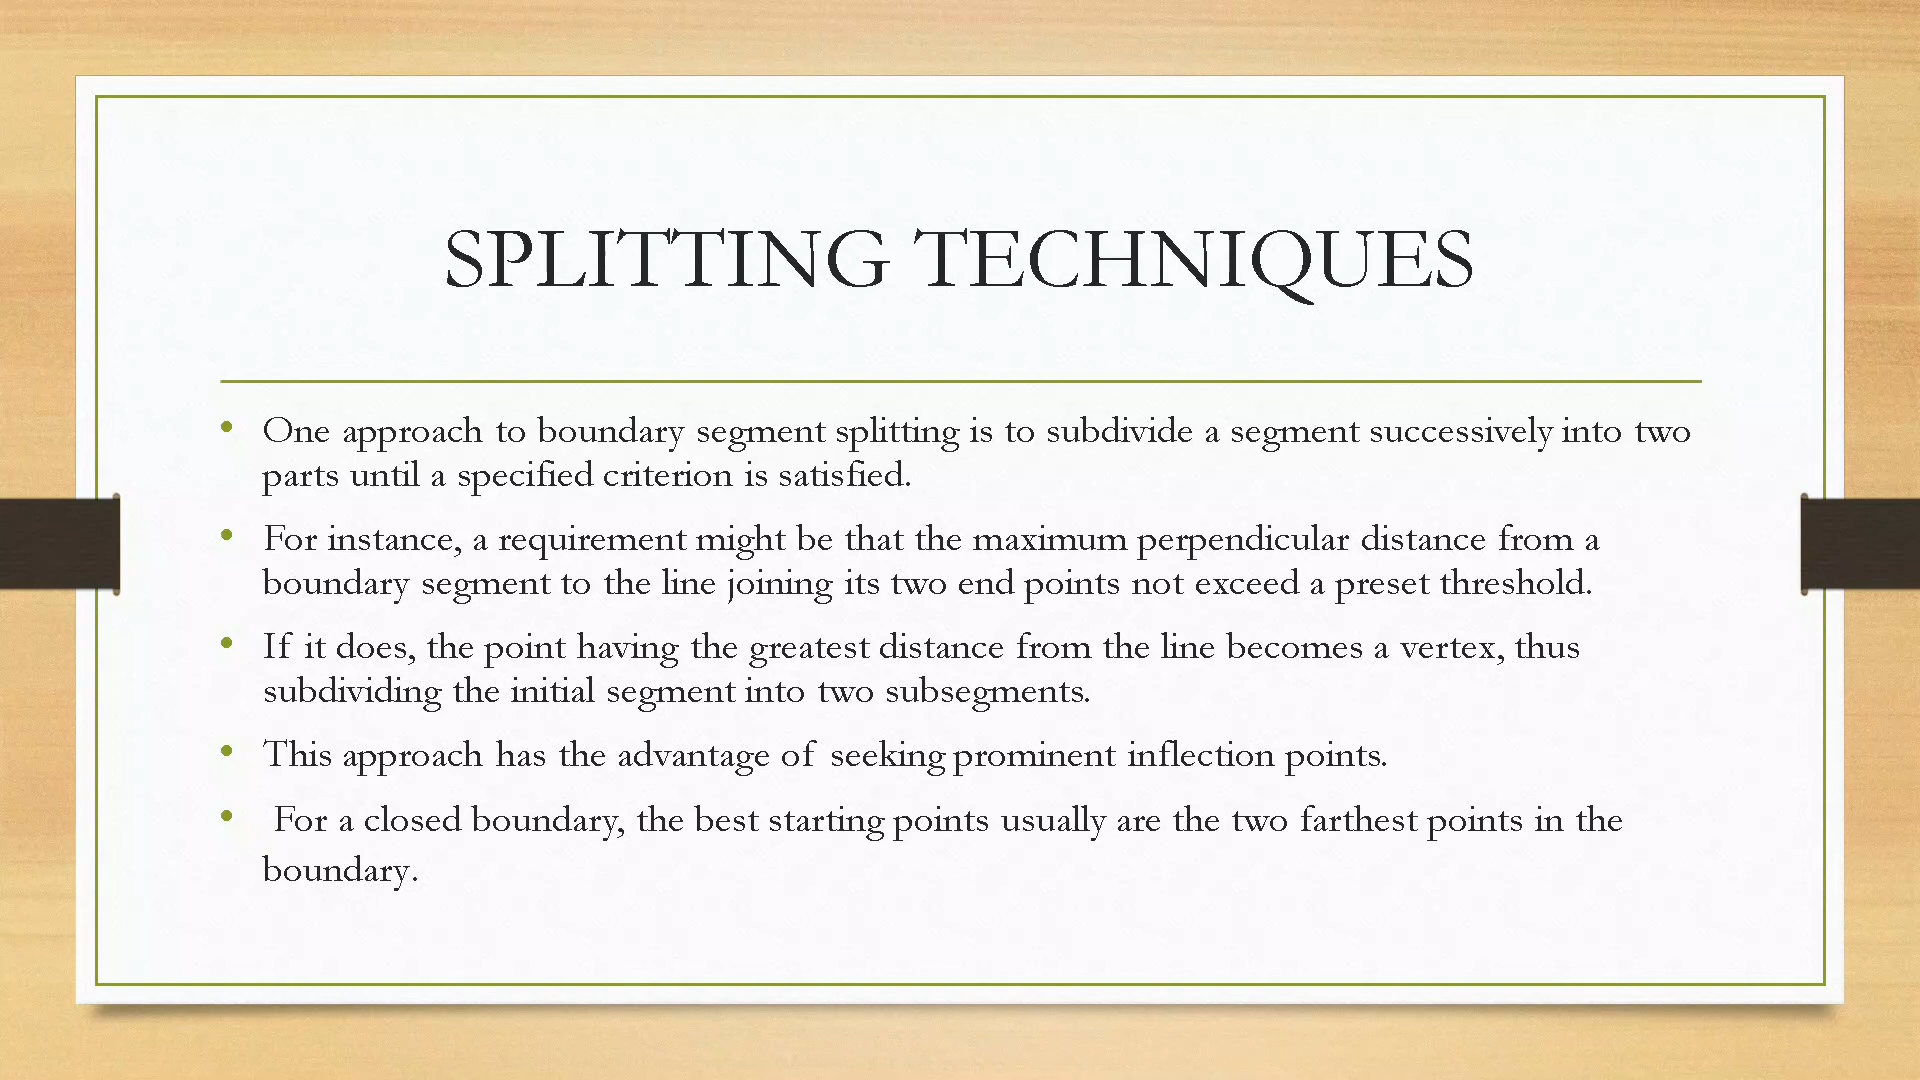 SPLITTING TECHNIQUES
• One approach to boundary segment splitting is to subdivide a segment successively into two
parts until a specified criterion is satisfied.
• For instance, a requirement might be that the maximum perpendicular distance from a
boundary segment to the line joining its two end points not exceed a preset threshold.
• If it does, the point having the greatest distance from the line becomes a vertex, thus
subdividing the initial segment into two subsegments.
• This approach has the advantage of seeking prominent inflection points.
• For a closed boundary, the best starting points usually are the two farthest points in the
boundary.